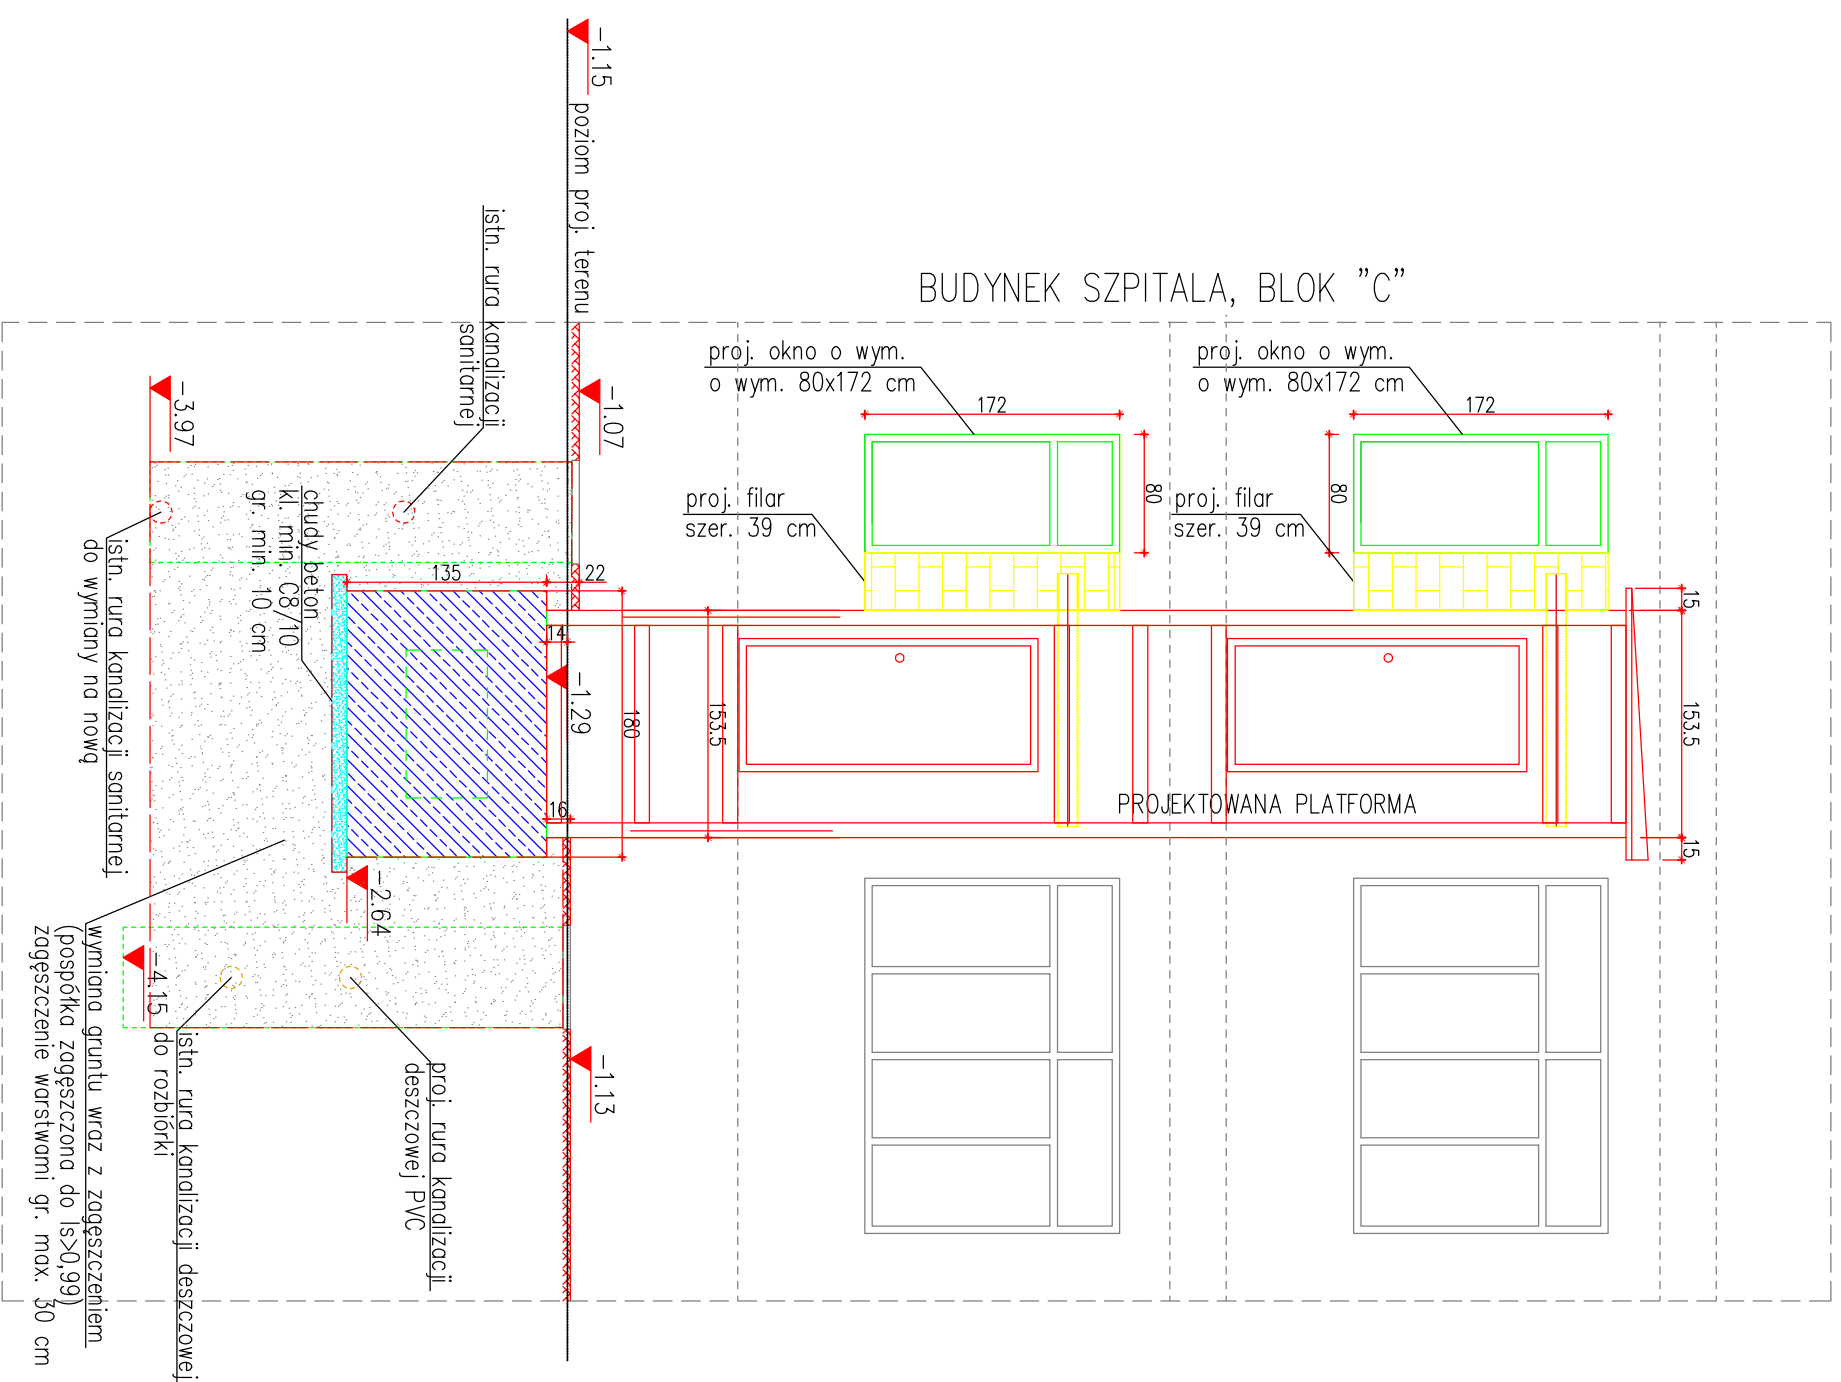 BUDYNEK SZPITALA, BLOK "C"
proj. okno o wym.
o wym. 80x172 cm
172
80
proj. filar
szer. 39 cm
proj. okno o wym.
o wym. 80x172 cm
172
80
proj. filar
szer. 39 cm
15
153.5
15
PROJEKTOWANA PLATFORMA
-1.15
poziom proj. terenu
-1.07
istn. rura kanalizacji
sanitarnej
-3.97
chudy beton
kl. min. C8/10
gr. min. 10 cm
istn. rura kanalizacji sanitarnej
do wymiany na nową
135
22
14
-1.29
180
153.5
16
-2.64
-4.15
-1.13
proj. rura kanalizacji
deszczowej PVC
istn. rura kanalizacji deszczowej
do rozbiórki
wymiana gruntu wraz z zagęszczeniem
(pospółka zagęszczona do Is>0,99)
zagęszczenie warstwami gr. max. 30 cm